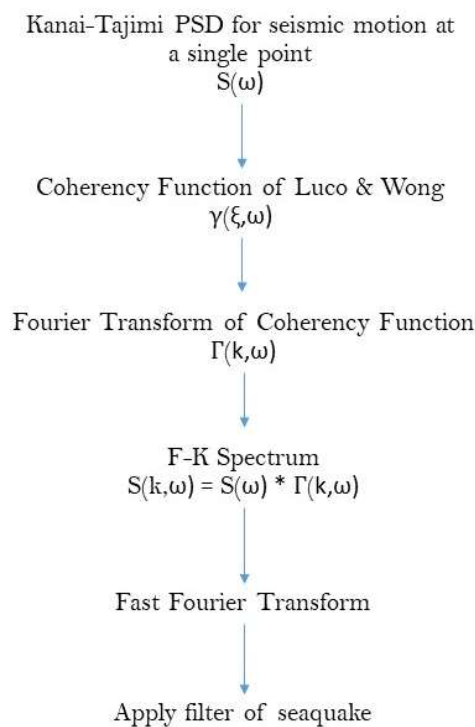 Kanai-Tajimi PSD for seismic motion at
a single point
S(ω)
Coherency Function of Luco & Wong
γ(ξ,ω)
Fourier Transform of Coherency Function
Γ(k,ω)
F-K Spectrum
S(k,ω) = S(ω) * Γ(k,ω)
Fast Fourier Transform
Apply filter of seaquake